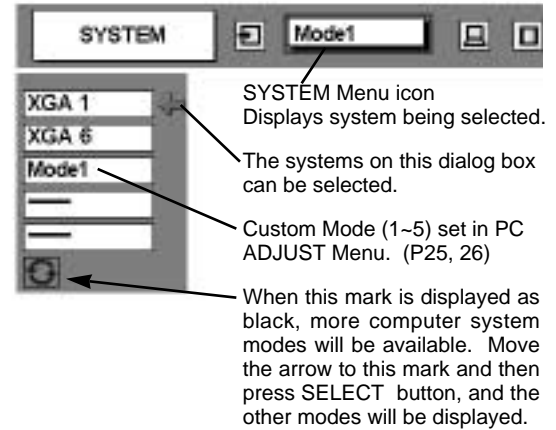 SYSTEM
Mode1
SYSTEM Menu icon
Displays system being selected.
XGA 1
XGA 6
Mode1
The systems on this dialog box
can be selected.
Custom Mode (1~5) set in PC
ADJUST Menu.  (P25, 26)
When this mark is displayed as
black, more computer system
modes will be available.  Move
the arrow to this mark and then
press SELECT  button, and the
other modes will be displayed.